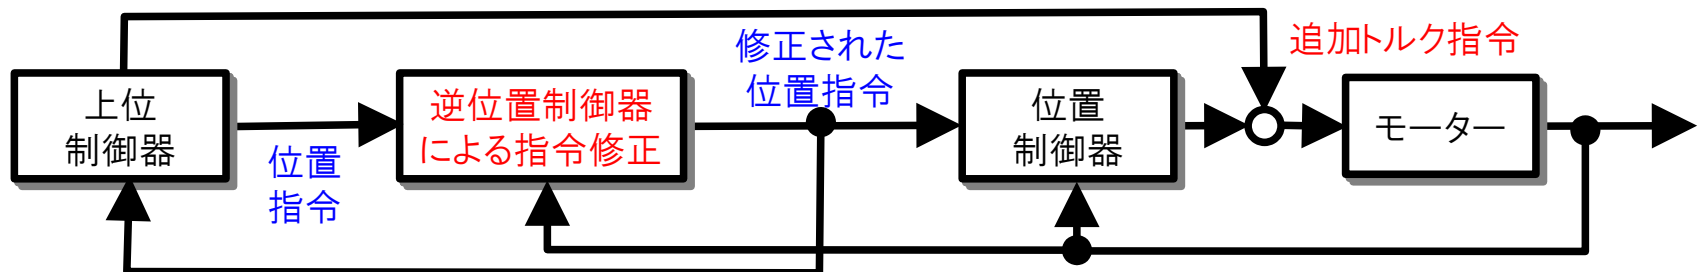 上位
制御器
位置
指令
逆位置制御器
による指令修正
修正された
位置指令
位置
制御器
追加トルク指令
モーター